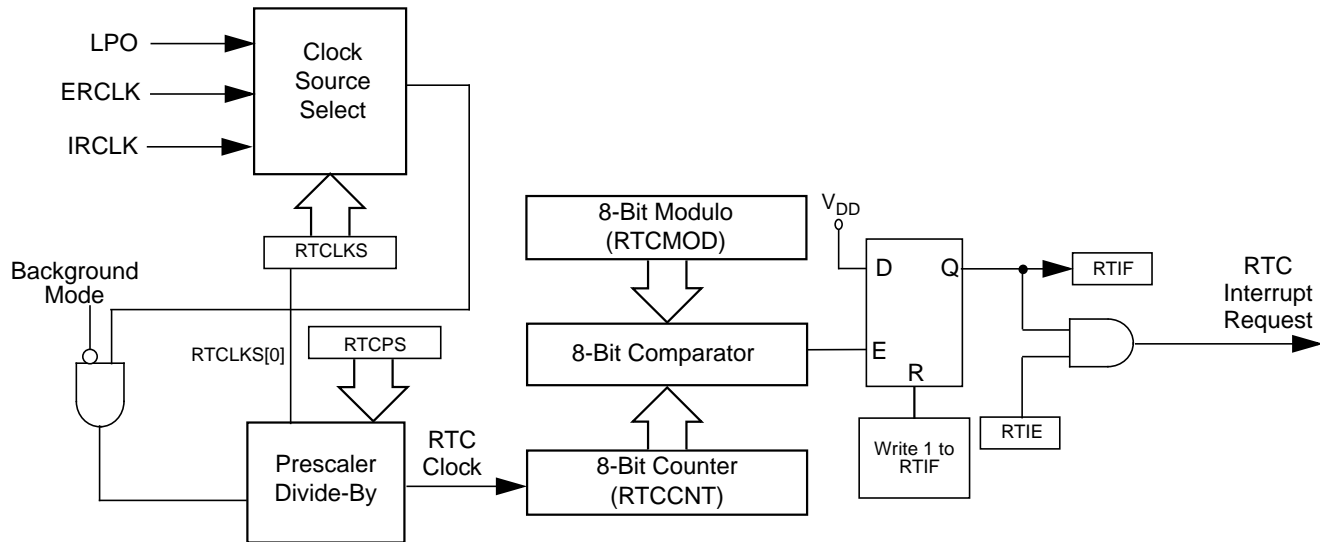 LPO
ERCLK
IRCLK
Clock
Source
Select
RTCLKS
Background
Mode
RTCLKS[0]
RTCPS
Prescaler
Divide-By
RTC
Clock
8-Bit Modulo
(RTCMOD)
8-Bit Comparator
8-Bit Counter
(RTCCNT)
VDD
D
Q
E
R
Write 1 to
RTIF
RTIF
RTIE
RTC
Interrupt
Request